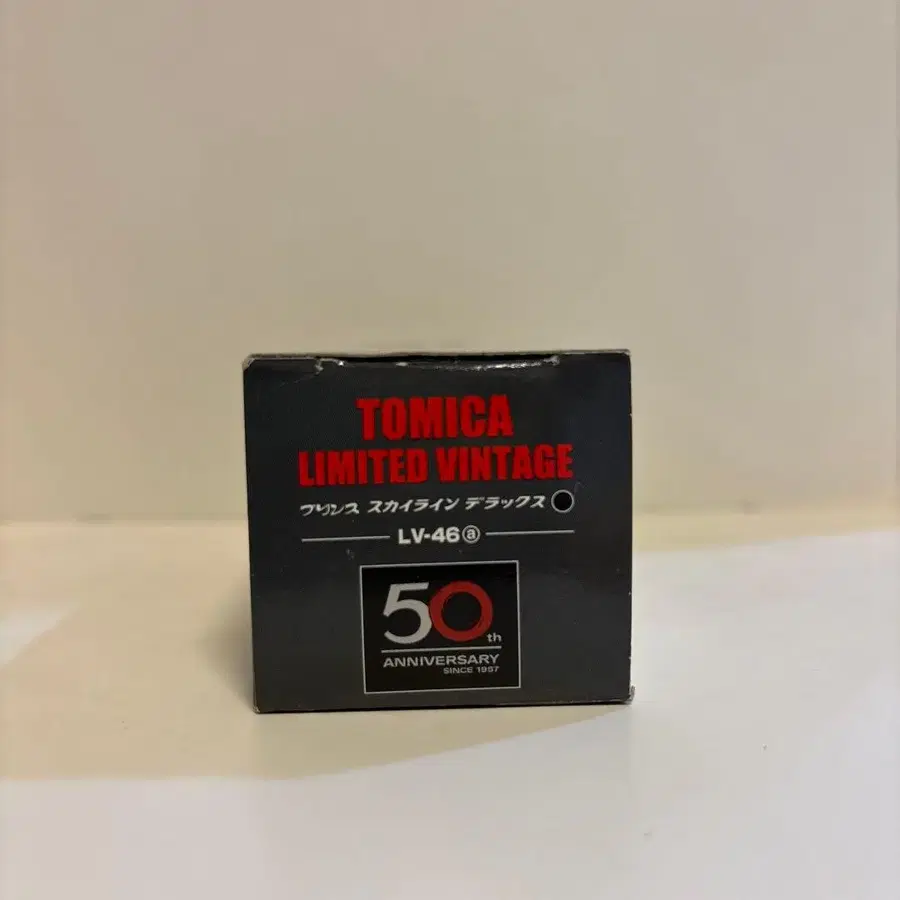 TOMICA
LIMITED VINTAGE
プリンス スカイライン デラックス
LV-46ⓐ
50th
ANNIVERSARY
SINCE 1957